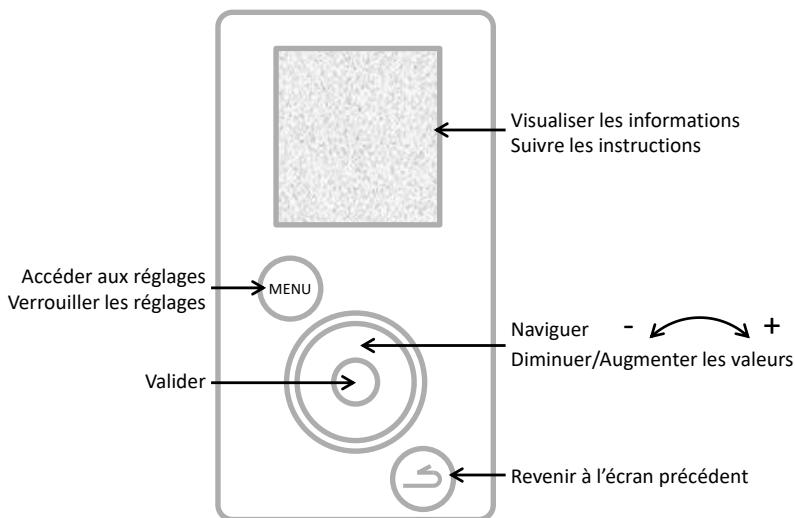 Visualiser les informations
Suivre les instructions
Accéder aux réglages
Verrouiller les réglages
MENU
Naviguer - +
Diminuer/Augmenter les valeurs
Valider
Revenir à l'écran précédent